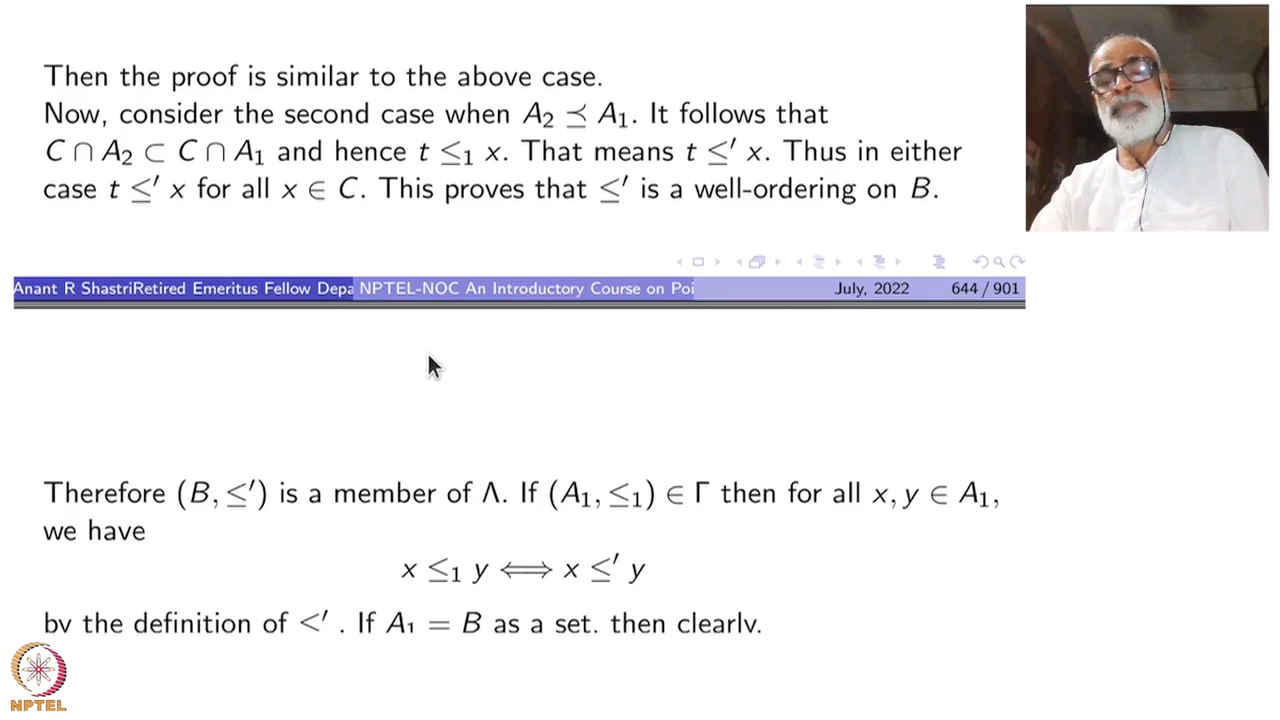 Then the proof is similar to the above case.
Now, consider the second case when A₂ ⪯ A₁. It follows that
C ∩ A₂ ⊂ C ∩ A₁ and hence t ≤₁ x. That means t ≤′ x. Thus in either
case t ≤′ x for all x ∈ C. This proves that ≤′ is a well-ordering on B.
Anant R ShastriRetired Emeritus Fellow Depa NPTEL-NOC An Introductory Course on Poi July, 2022 644 / 901
Therefore (B, ≤′) is a member of Λ. If (A₁, ≤₁) ∈ Γ then for all x, y ∈ A₁,
we have
x ≤₁ y ⟺ x ≤′ y
by the definition of <′ . If A₁ = B as a set, then clearly,
NPTEL